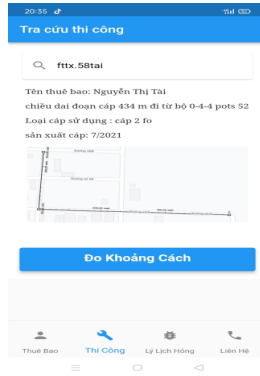 20:35
Tra cứu thi công
fttx.58tai
Tên thuê bao: Nguyễn Thị Tài
chiều dai đoạn cáp 434 m đi từ bộ 0-4-4 pots 52
Loại cáp sử dụng : cáp 2 fo
sản xuất cáp: 7/2021
Đo Khoảng Cách
Thuê Bao
Thi Công
Lý Lịch Hỏng
Liên Hệ